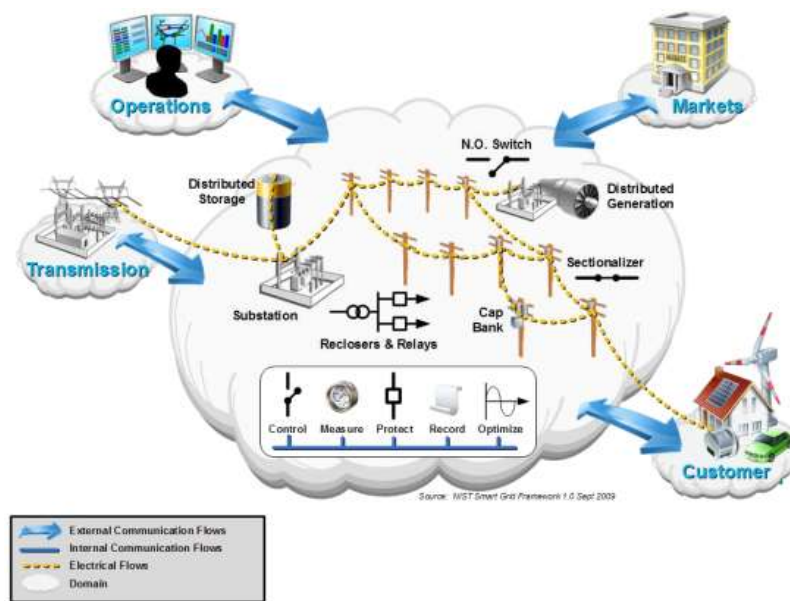 Operations
Markets
N.O. Switch
Distributed
Storage
Distributed
Generation
Transmission
Sectionalizer
Substation
Cap
Bank
Reclosers & Relays
Control
Measure
Protect
Record
Optimize
Customer
Source: NIST Smart Grid Framework 1.0 Sept 2009
External Communication Flows
Internal Communication Flows
Electrical Flows
Domain